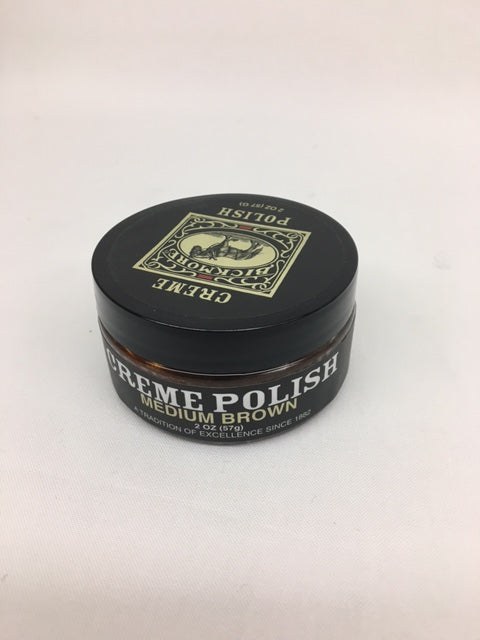 CREME
BICKMORE
POLISH
2 OZ (57 G)
CREME POLISH
MEDIUM BROWN
2 OZ (57g)
A TRADITION OF EXCELLENCE SINCE 1882